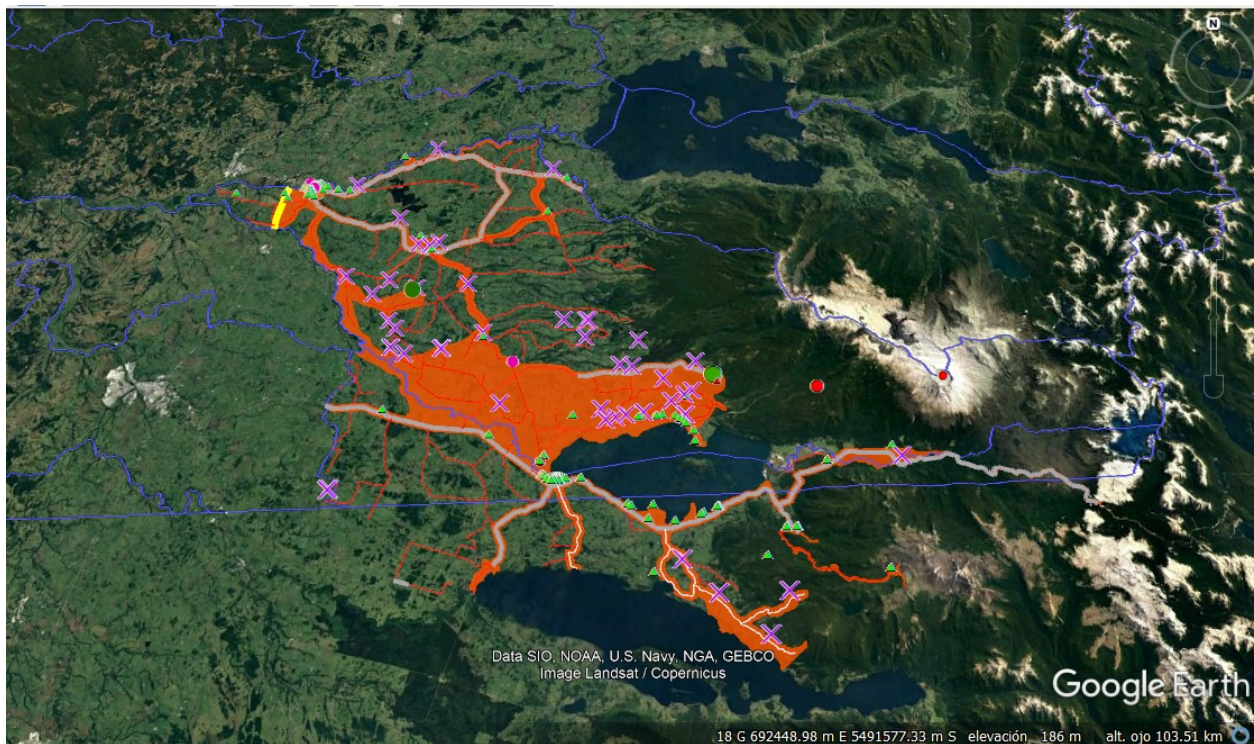 N
Data SIO, NOAA, U.S. Navy, NGA, GEBCO
Image Landsat / Copernicus
Google Earth
18 G 692448.98 m E 5491577.33 m S elevación 186 m alt. ojo 103.51 km